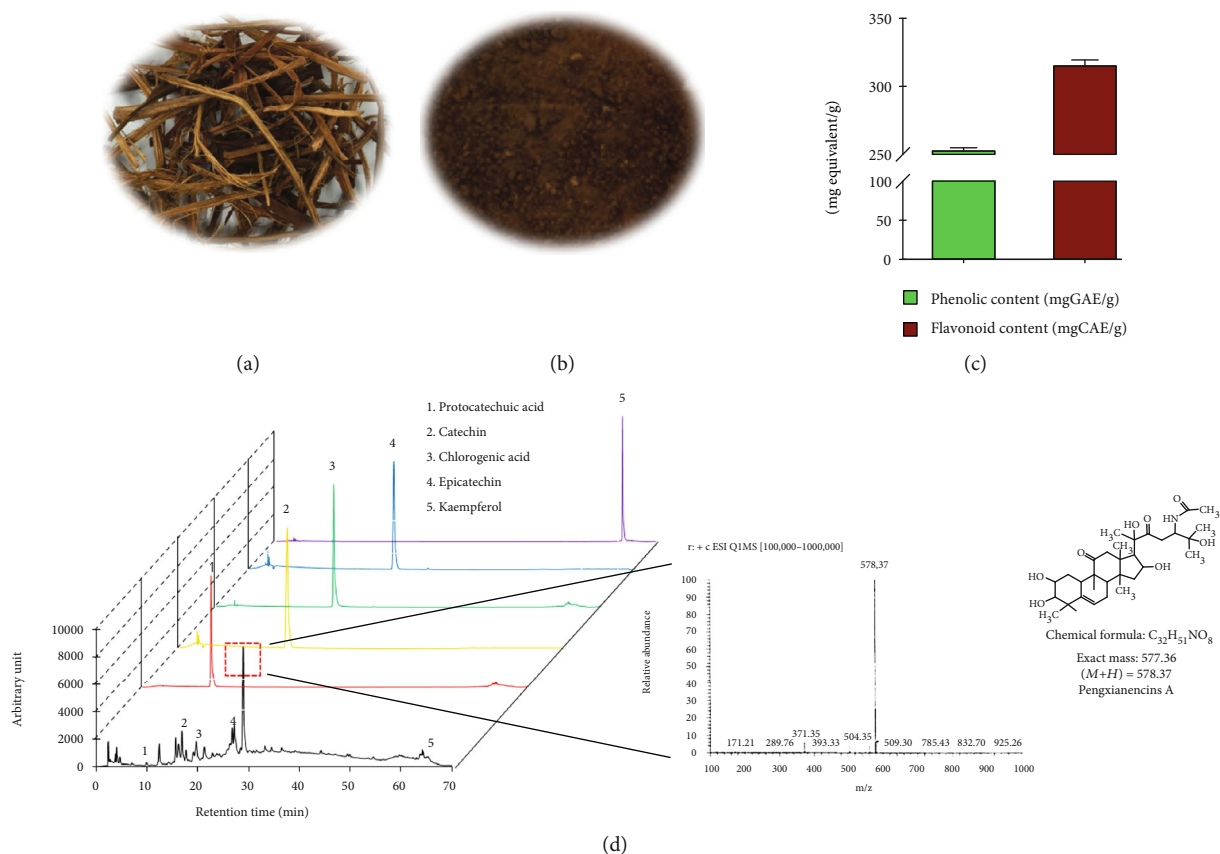 350
300
250
100
50
0
(mg equivalent/g)
Phenolic content (mgGAE/g)
Flavonoid content (mgCAE/g)
(a)
(b)
(c)
1. Protocatechuic acid
2. Catechin
3. Chlorogenic acid
4. Epicatechin
5. Kaempferol
5
4
3
2
1
10000
8000
6000
4000
2000
0
Arbitrary unit
1
2
3
4
5
0 10 20 30 40 50 60 70
Retention time (min)
r: + c ESI Q1MS [100,000–1000,000]
578,37
100
90
80
70
60
50
40
30
20
10
0
Relative abundance
171.21 289.76 371.35 393.33 504.35 509.30 785.43 832.70 925.26
100 200 300 400 500 600 700 800 900 1000
m/z
O
CH₃
HN
HO O
H₃C
CH₃
OH
CH₃
O
CH₃
OH
HO
CH₃
HO
H₃C CH₃
Chemical formula: C₃₂H₅₁NO₈
Exact mass: 577.36
(M+H) = 578.37
Pengxianencins A
(d)